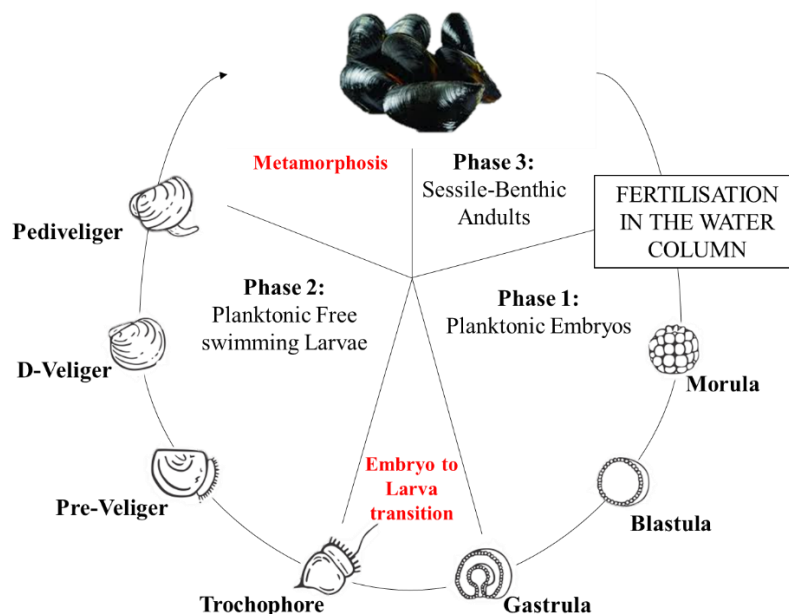 Metamorphosis
Phase 3:
Sessile-Benthic
Andults
FERTILISATION
IN THE WATER
COLUMN
Pediveliger
Phase 2:
Planktonic Free
swimming Larvae
Phase 1:
Planktonic Embryos
D-Veliger
Morula
Embryo to
Larva
transition
Pre-Veliger
Blastula
Trochophore
Gastrula